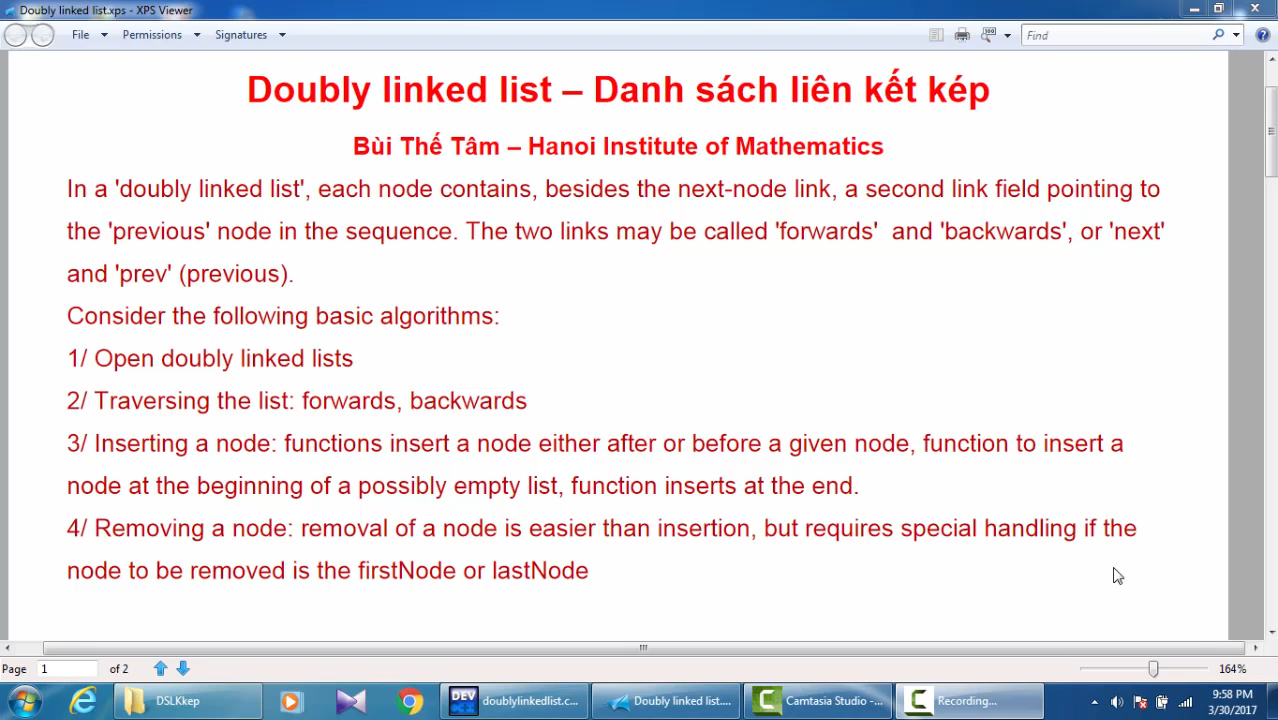 Doubly linked list.xps - XPS Viewer
File Permissions Signatures Find
Doubly linked list – Danh sách liên kết kép
Bùi Thế Tâm – Hanoi Institute of Mathematics
In a 'doubly linked list', each node contains, besides the next-node link, a second link field pointing to
the 'previous' node in the sequence. The two links may be called 'forwards'  and 'backwards', or 'next'
and 'prev' (previous).
Consider the following basic algorithms:
1/ Open doubly linked lists
2/ Traversing the list: forwards, backwards
3/ Inserting a node: functions insert a node either after or before a given node, function to insert a
node at the beginning of a possibly empty list, function inserts at the end.
4/ Removing a node: removal of a node is easier than insertion, but requires special handling if the
node to be removed is the firstNode or lastNode
Page 1 of 2 164%
DSLKkep DEV doublylinkedlist.c... Doubly linked list.... Camtasia Studio -... Recording... 9:58 PM
3/30/2017